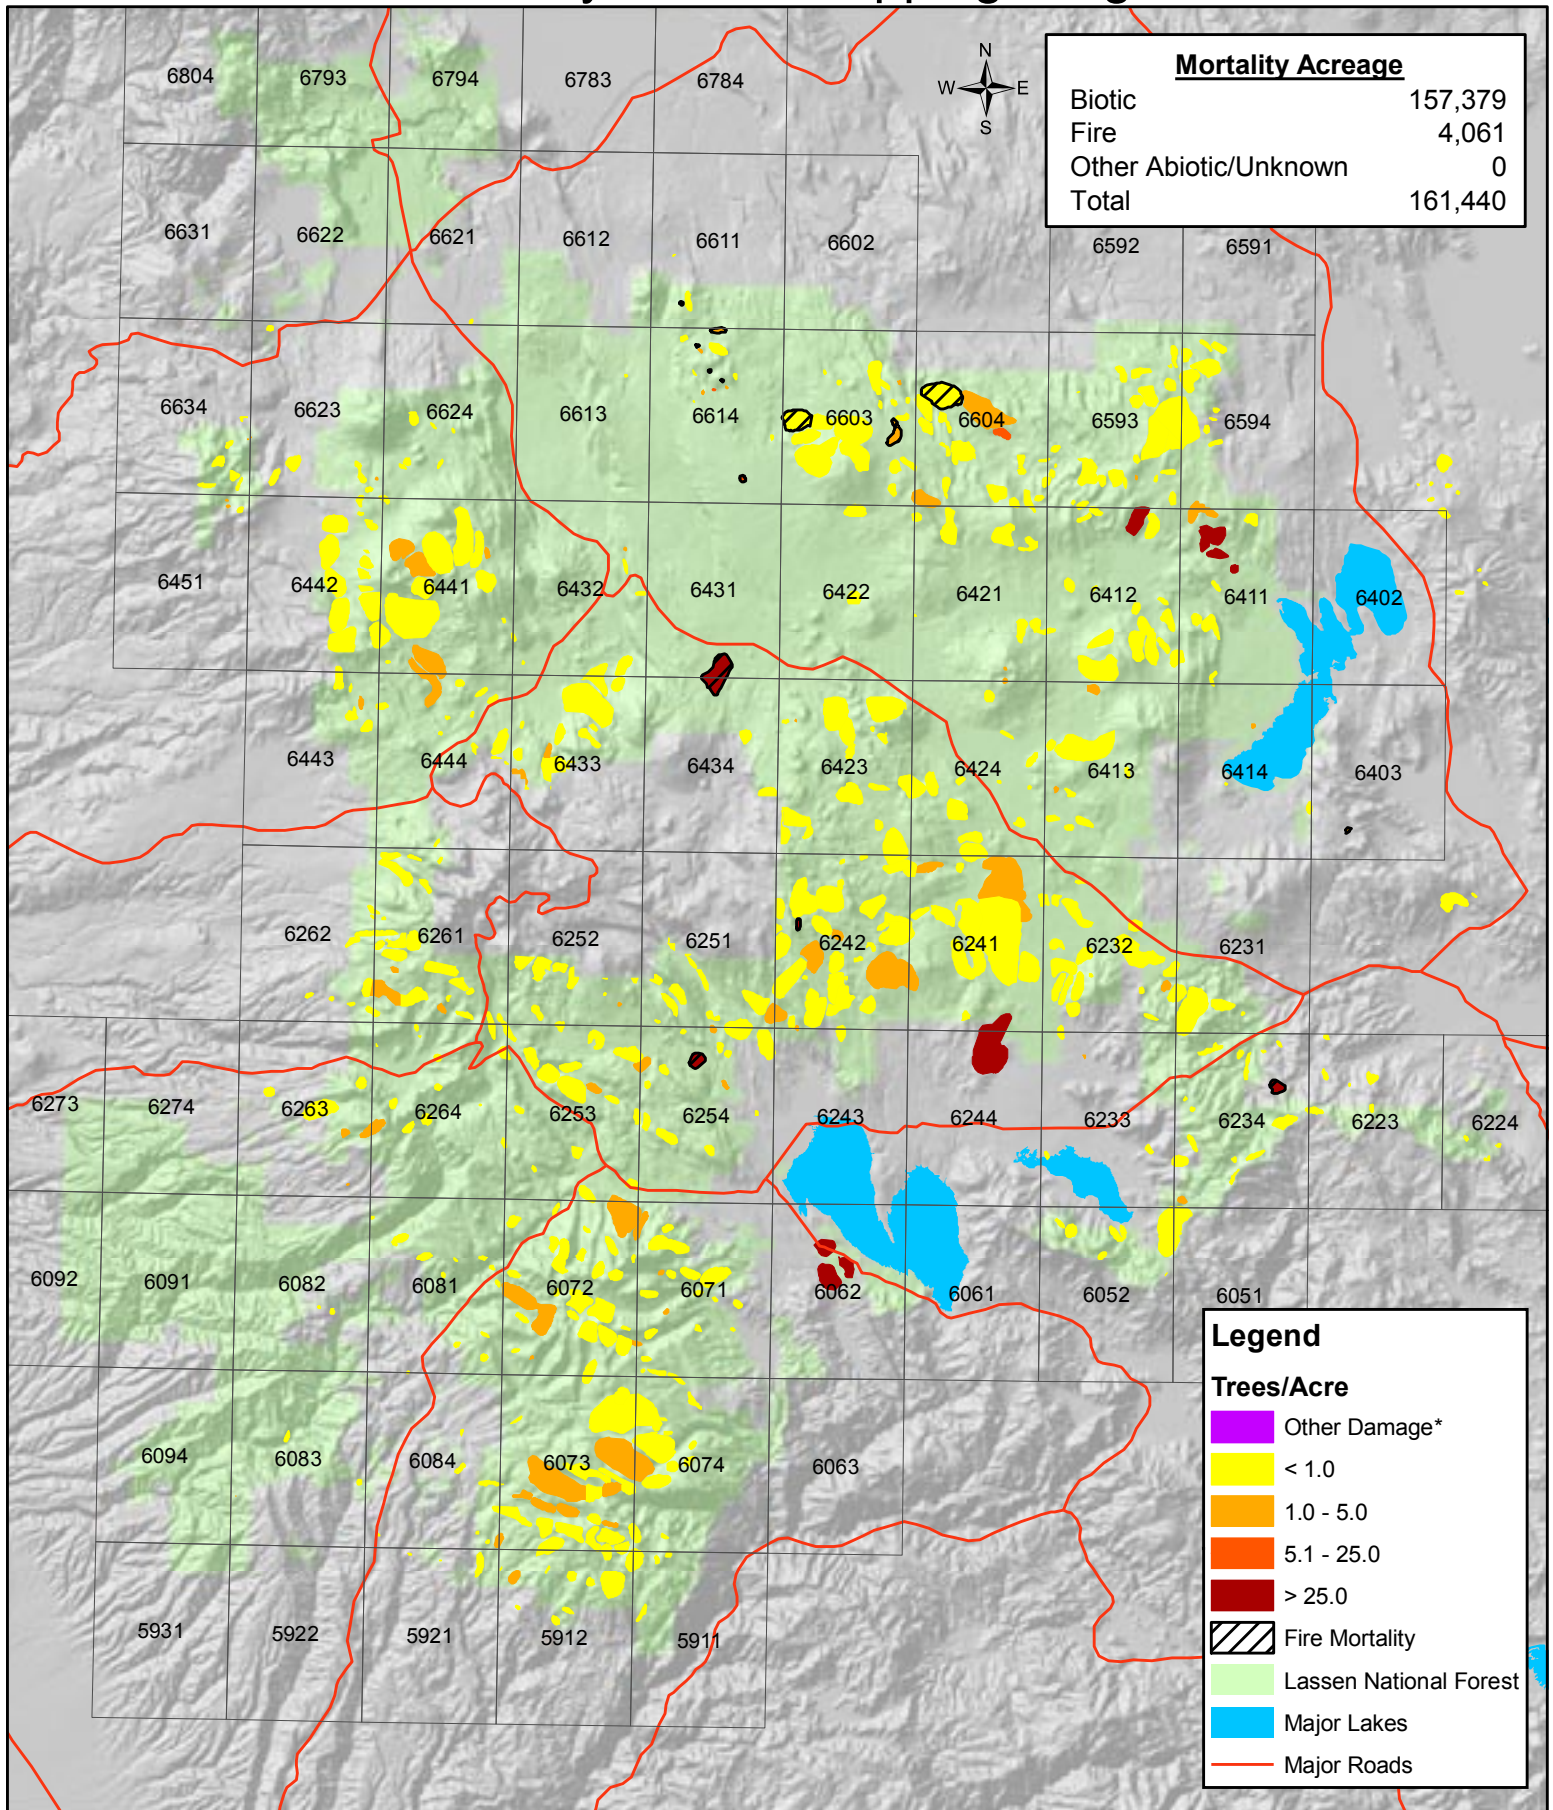 N
W E
S
Mortality Acreage
Biotic 157,379
Fire 4,061
Other Abiotic/Unknown 0
Total 161,440
6804 6793 6794 6783 6784
6631 6622 6621 6612 6611 6602 6592 6591
6634 6623 6624 6613 6614 6603 6604 6593 6594
6451 6442 6441 6432 6431 6422 6421 6412 6411 6402
6443 6444 6433 6434 6423 6424 6413 6414 6403
6262 6261 6252 6251 6242 6241 6232 6231
6273 6274 6263 6264 6253 6254 6243 6244 6233 6234 6223 6224
6092 6091 6082 6081 6072 6071 6062 6061 6052 6051
6094 6083 6084 6073 6074 6063
5931 5922 5921 5912 5911
Legend
Trees/Acre
Other Damage*
< 1.0
1.0 - 5.0
5.1 - 25.0
> 25.0
Fire Mortality
Lassen National Forest
Major Lakes
Major Roads